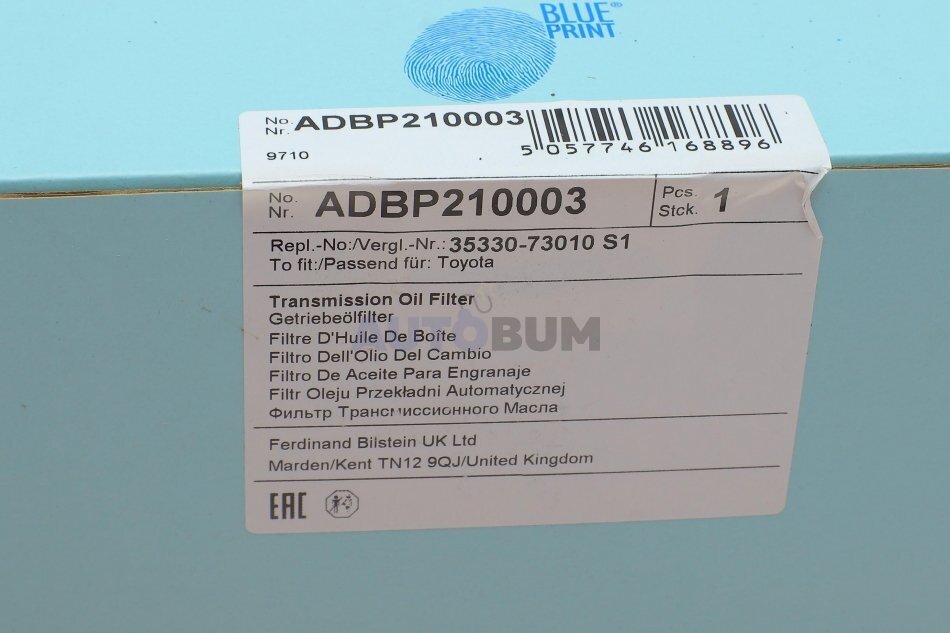 BLUE®
PRINT
No.
Nr. ADBP210003
5 057746 168896
9710
No.
Nr. ADBP210003
Pcs.
Stck. 1
Repl.-No:/Vergl.-Nr.: 35330-73010 S1
To fit:/Passend für: Toyota
Transmission Oil Filter
Getriebeölfilter
AUTOBUM
Filtre D'Huile De Boîte
Filtro Dell'Olio Del Cambio
Filtro De Aceite Para Engranaje
Filtr Oleju Przekładni Automatycznej
Фильтр Трансмиссионного Масла
Ferdinand Bilstein UK Ltd
Marden/Kent TN12 9QJ/United Kingdom
EAC